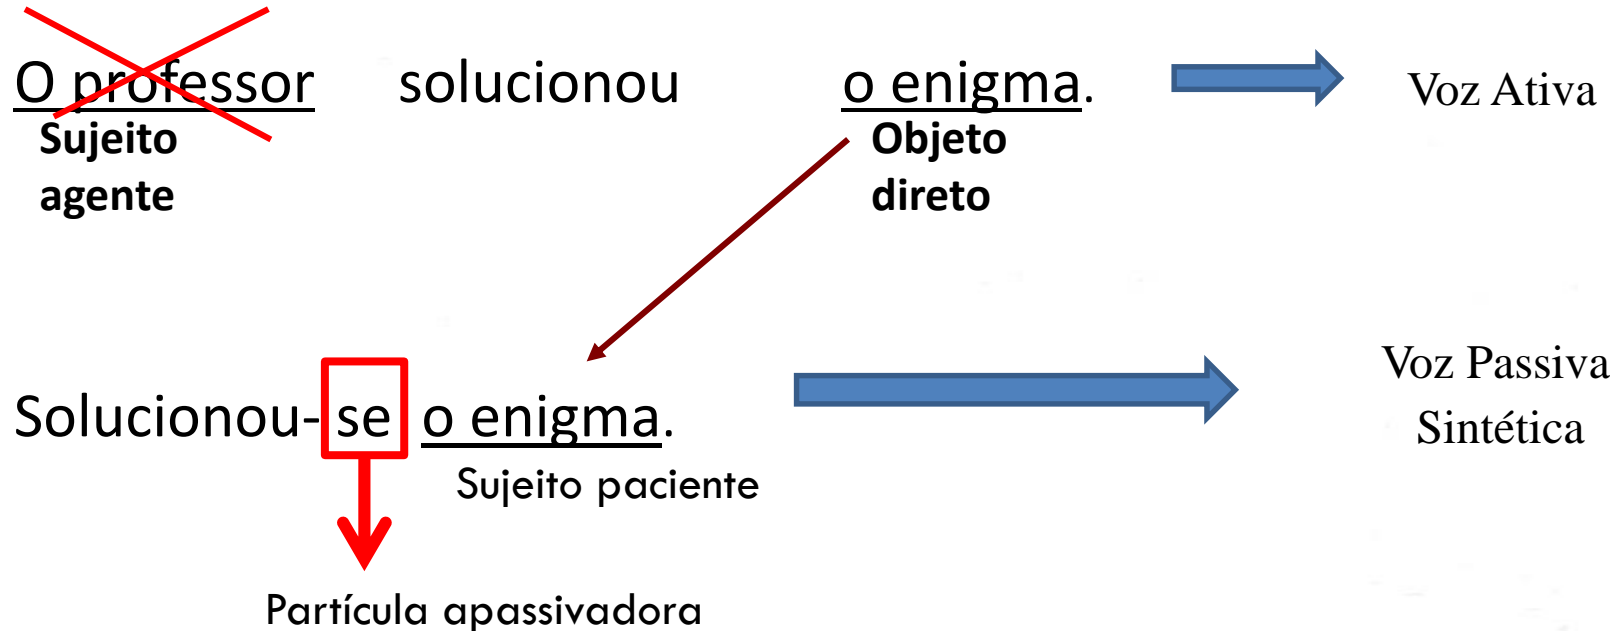 O professor solucionou o enigma. Voz Ativa
Sujeito Objeto
agente direto
Voz Passiva
Sintética
Solucionou-se o enigma.
Sujeito paciente
Partícula apassivadora